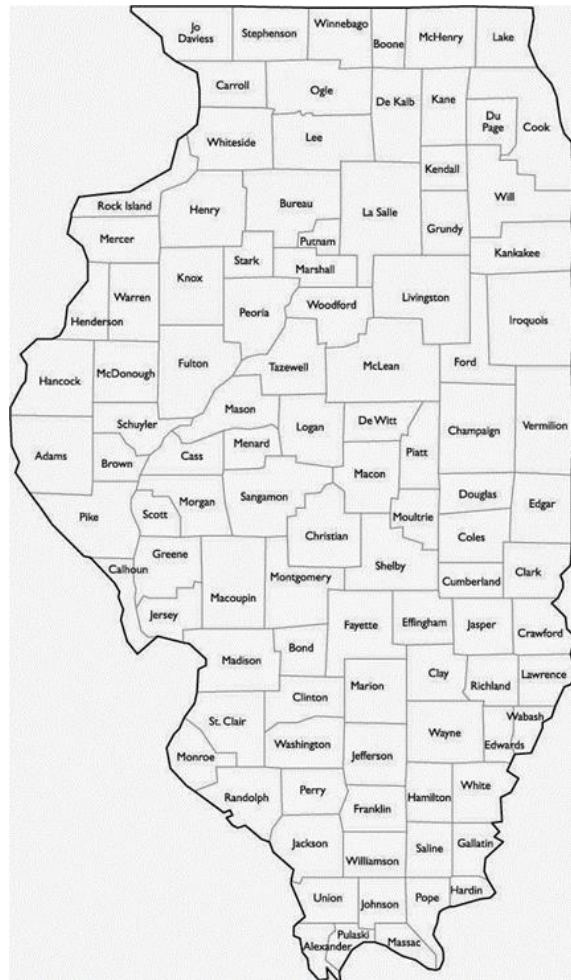 Jo
Daviess
Stephenson
Winnebago
Boone
McHenry
Lake
Carroll
Ogle
De Kalb
Kane
Du
Page
Cook
Whiteside
Lee
Kendall
Will
Rock Island
Henry
Bureau
La Salle
Grundy
Putnam
Mercer
Kankakee
Stark
Marshall
Knox
Warren
Henderson
Peoria
Woodford
Livingston
Iroquois
Hancock
McDonough
Fulton
Tazewell
McLean
Ford
Mason
Schuyler
Logan
De Witt
Champaign
Vermilion
Adams
Brown
Cass
Menard
Piatt
Macon
Sangamon
Douglas
Edgar
Pike
Scott
Morgan
Moultrie
Christian
Coles
Greene
Calhoun
Shelby
Montgomery
Cumberland
Clark
Macoupin
Jersey
Fayette
Effingham
Jasper
Crawford
Bond
Madison
Clay
Lawrence
Richland
Marion
Clinton
St. Clair
Wabash
Wayne
Edwards
Washington
Jefferson
Monroe
Randolph
Perry
Hamilton
White
Franklin
Jackson
Saline
Gallatin
Williamson
Union
Johnson
Pope
Hardin
Pulaski
Alexander
Massac